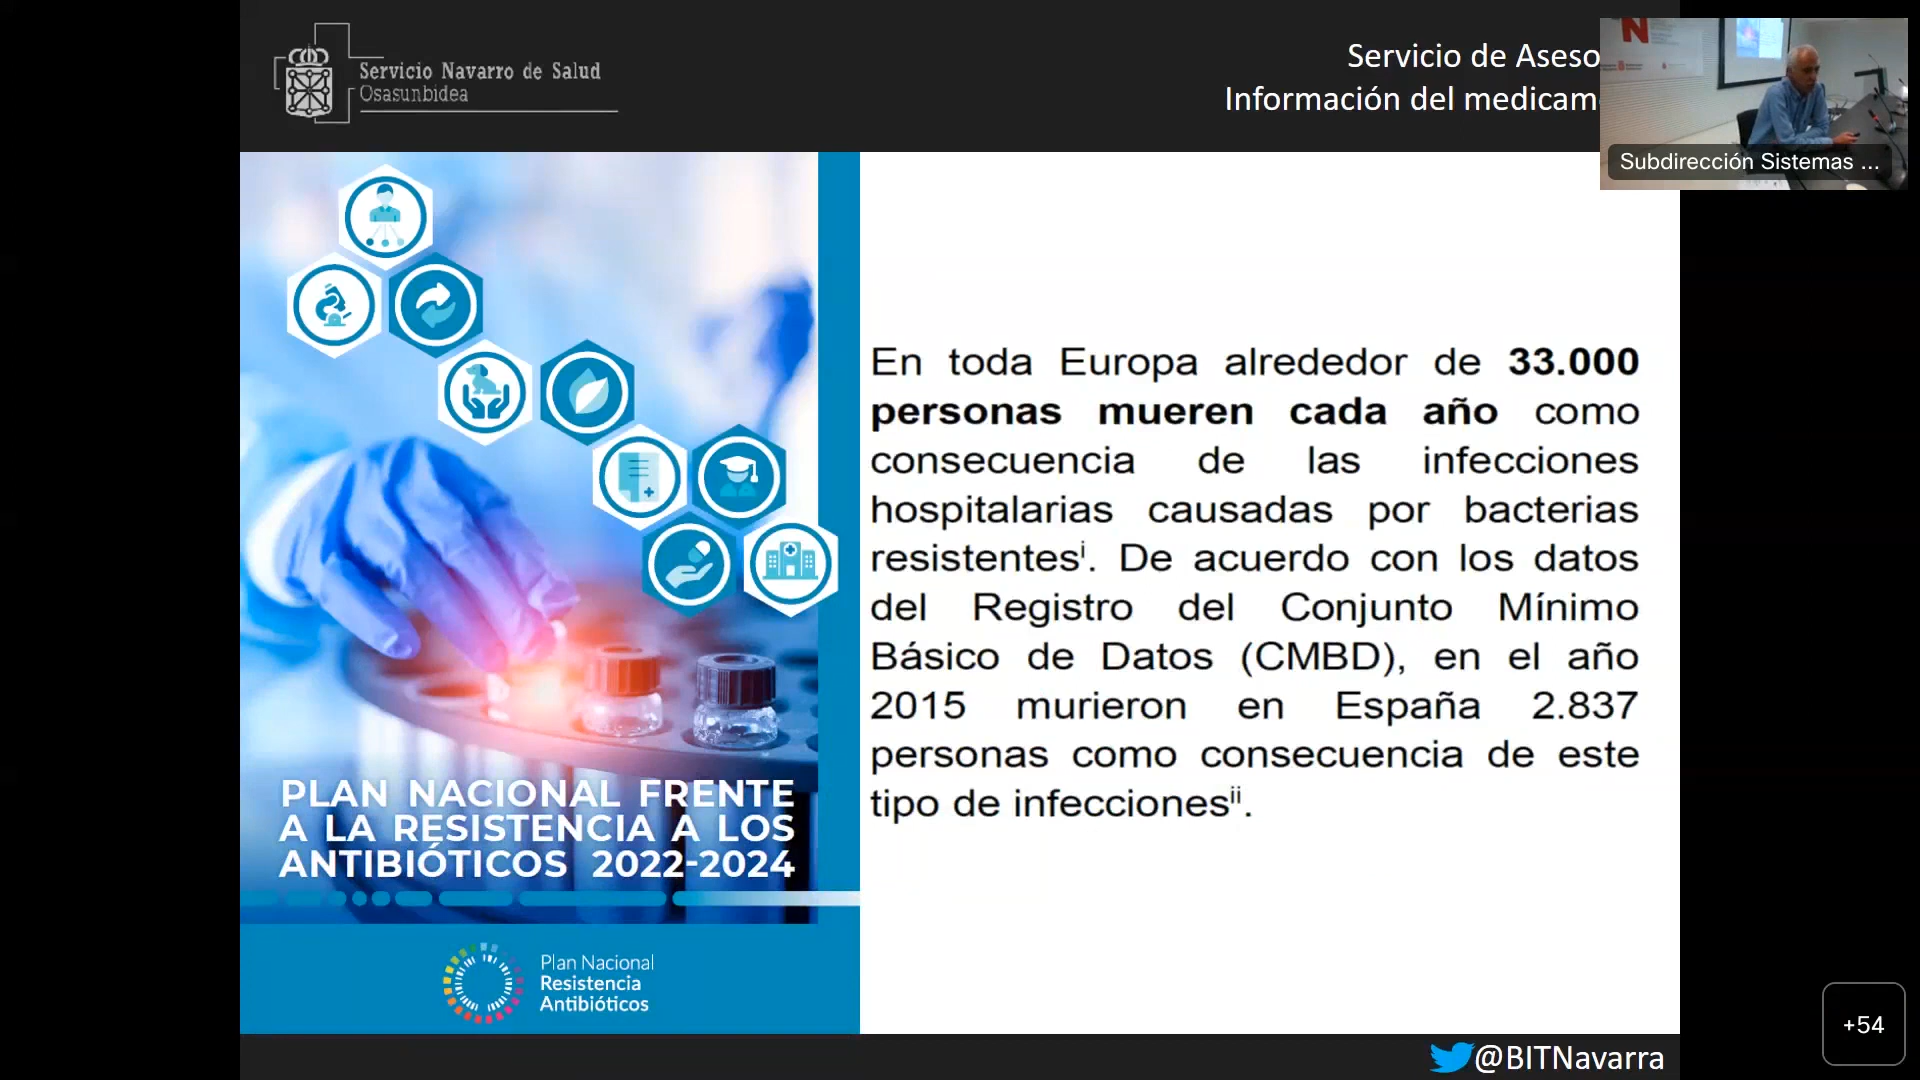 Servicio Navarro de Salud
Osasunbidea
Servicio de Aseso
Información del medicam
N
Subdirección Sistemas ...
En toda Europa alrededor de 33.000
personas mueren cada año como
consecuencia de las infecciones
hospitalarias causadas por bacterias
resistentesⁱ. De acuerdo con los datos
del Registro del Conjunto Mínimo
Básico de Datos (CMBD), en el año
2015 murieron en España 2.837
personas como consecuencia de este
tipo de infeccionesⁱⁱ.
PLAN NACIONAL FRENTE
A LA RESISTENCIA A LOS
ANTIBIÓTICOS 2022-2024
Plan Nacional
Resistencia
Antibióticos
+54
@BITNavarra